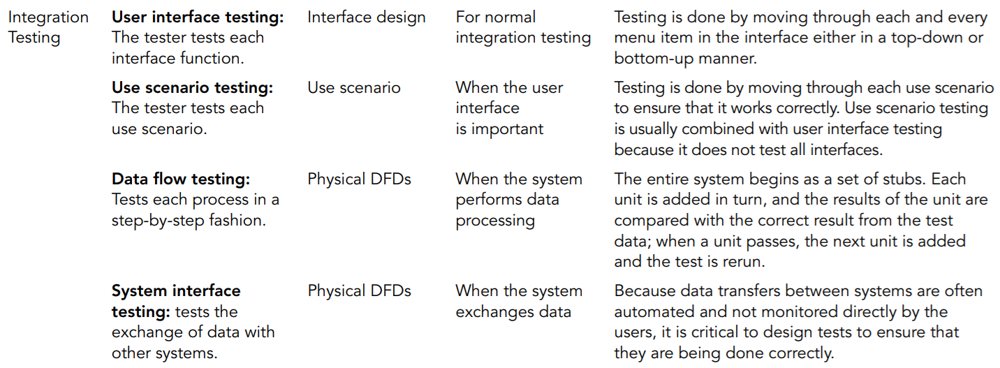 Integration
Testing
User interface testing:
The tester tests each
interface function.
Interface design
For normal
integration testing
Testing is done by moving through each and every
menu item in the interface either in a top-down or
bottom-up manner.
Use scenario testing:
The tester tests each
use scenario.
Use scenario
When the user
interface
is important
Testing is done by moving through each use scenario
to ensure that it works correctly. Use scenario testing
is usually combined with user interface testing
because it does not test all interfaces.
Data flow testing:
Tests each process in a
step-by-step fashion.
Physical DFDs
When the system
performs data
processing
The entire system begins as a set of stubs. Each
unit is added in turn, and the results of the unit are
compared with the correct result from the test
data; when a unit passes, the next unit is added
and the test is rerun.
System interface
testing: tests the
exchange of data with
other systems.
Physical DFDs
When the system
exchanges data
Because data transfers between systems are often
automated and not monitored directly by the
users, it is critical to design tests to ensure that
they are being done correctly.